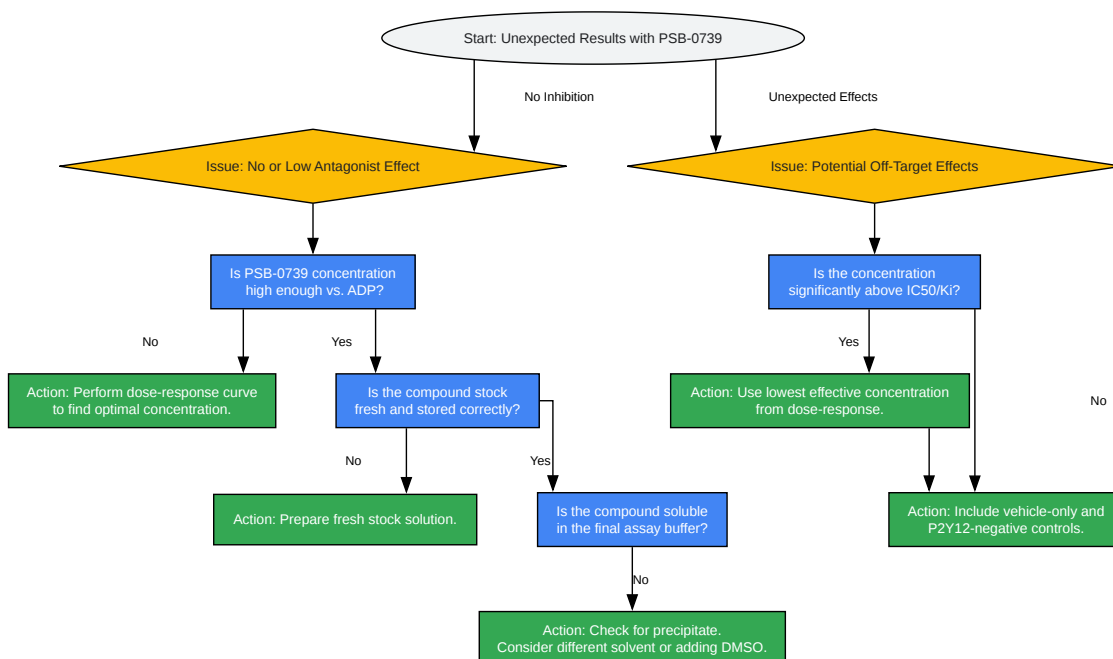 Start: Unexpected Results with PSB-0739
No Inhibition
Unexpected Effects
Issue: No or Low Antagonist Effect
Issue: Potential Off-Target Effects
Is PSB-0739 concentration
high enough vs. ADP?
Is the concentration
significantly above IC50/Ki?
No
Yes
Yes
Action: Perform dose-response curve
to find optimal concentration.
Is the compound stock
fresh and stored correctly?
Action: Use lowest effective concentration
from dose-response.
No
No
Yes
Action: Prepare fresh stock solution.
Is the compound soluble
in the final assay buffer?
Action: Include vehicle-only and
P2Y12-negative controls.
No
Action: Check for precipitate.
Consider different solvent or adding DMSO.